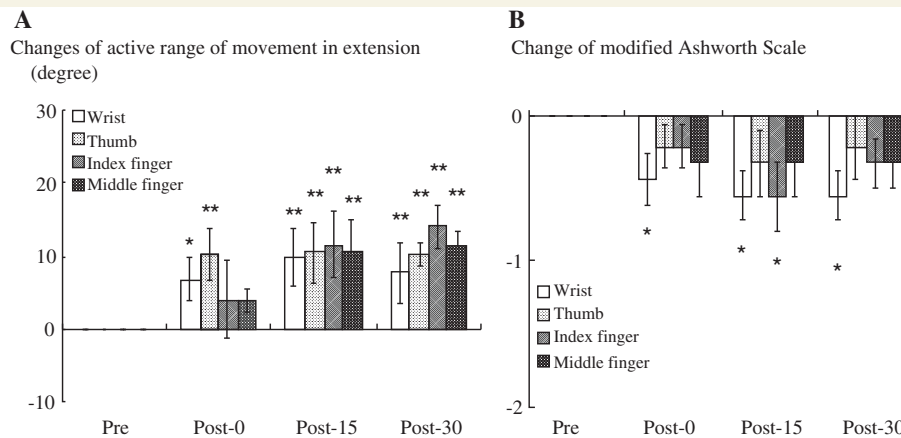 A
Changes of active range of movement in extension
(degree)
30
20
10
0
-10
Wrist
Thumb
Index finger
Middle finger
*
**
**
**
**
**
**
**
**
**
Pre
Post-0
Post-15
Post-30
B
Change of modified Ashworth Scale
0
-1
-2
*
*
*
*
Wrist
Thumb
Index finger
Middle finger
Pre
Post-0
Post-15
Post-30